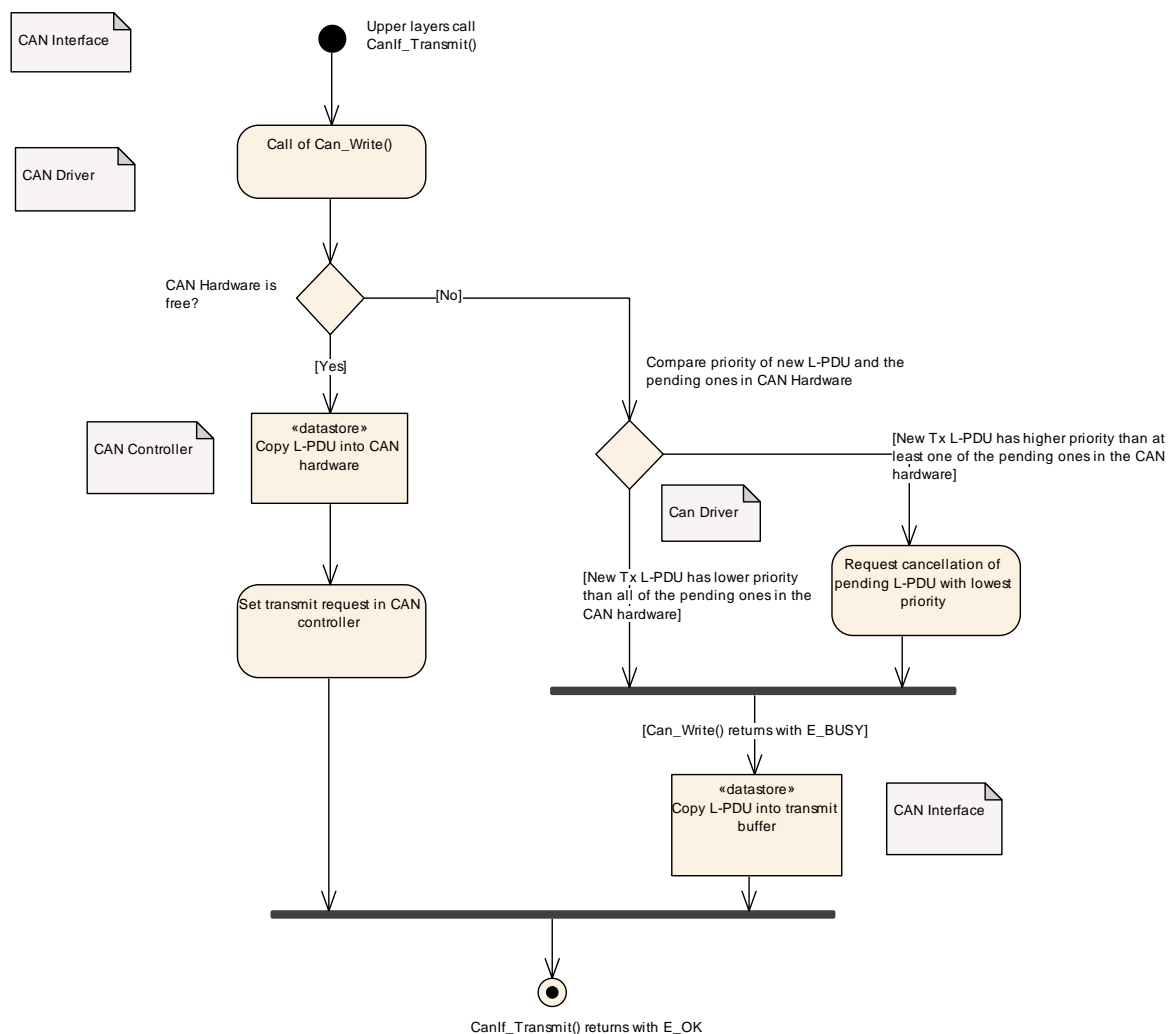 CAN Interface
Upper layers call
CanIf_Transmit()
Call of Can_Write()
CAN Driver
CAN Hardware is
free?
[No]
[Yes]
Compare priority of new L-PDU and the
pending ones in CAN Hardware
«datastore»
Copy L-PDU into CAN
hardware
CAN Controller
[New Tx L-PDU has higher priority than at
least one of the pending ones in the CAN
hardware]
Can Driver
[New Tx L-PDU has lower priority
than all of the pending ones in the
CAN hardware]
Request cancellation of
pending L-PDU with lowest
priority
Set transmit request in CAN
controller
[Can_Write() returns with E_BUSY]
«datastore»
Copy L-PDU into transmit
buffer
CAN Interface
CanIf_Transmit() returns with E_OK